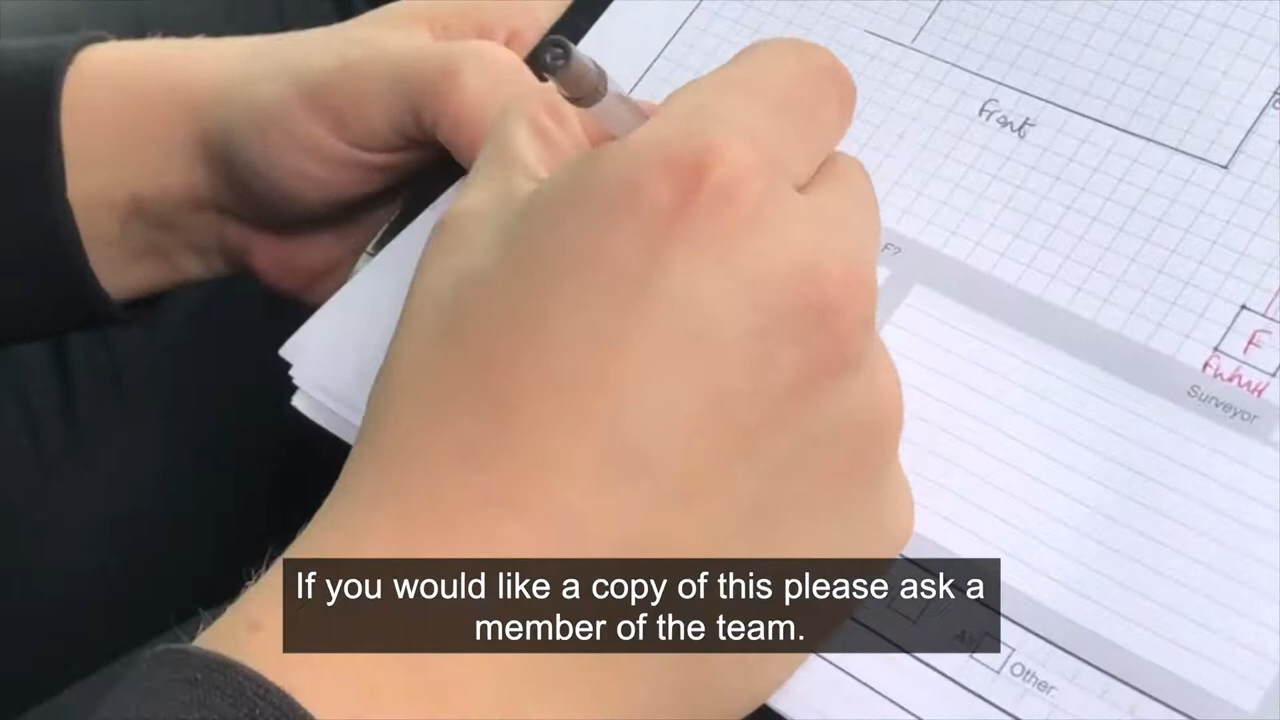 Front
F?
F
Surveyor
If you would like a copy of this please ask a
member of the team.
Other